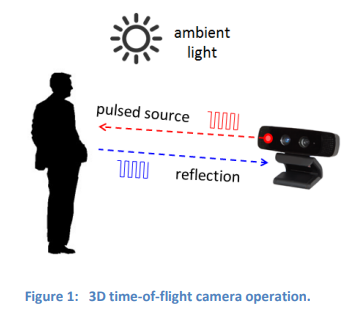 ambient
light
pulsed source
reflection
Figure 1:   3D time-of-flight camera operation.